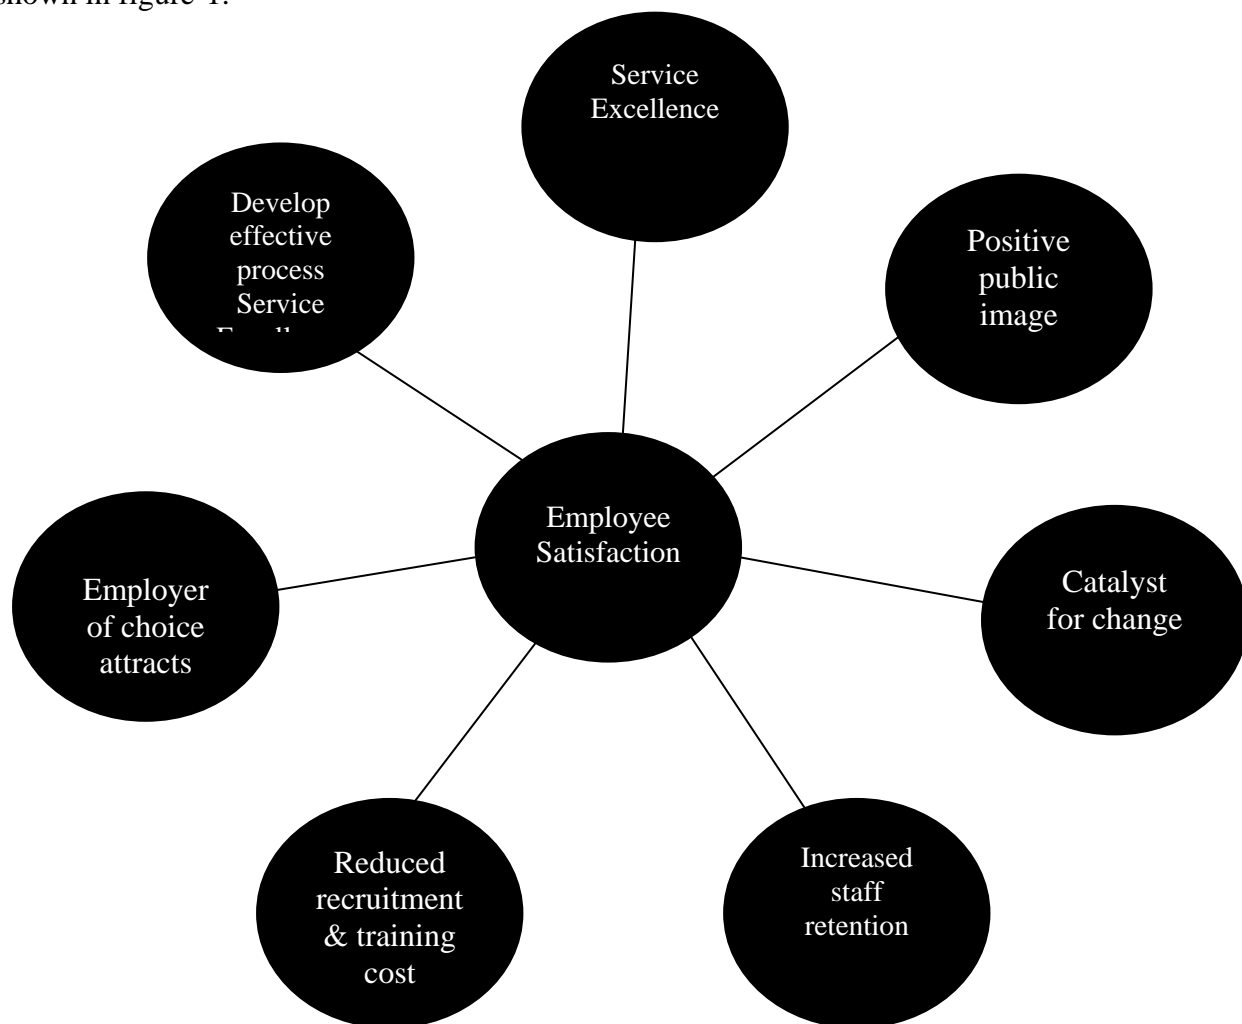 shown in figure 1.
Service
Excellence
Develop
effective
process
Service
Positive
public
image
Employee
Satisfaction
Employer
of choice
attracts
Catalyst
for change
Reduced
recruitment
& training
cost
Increased
staff
retention